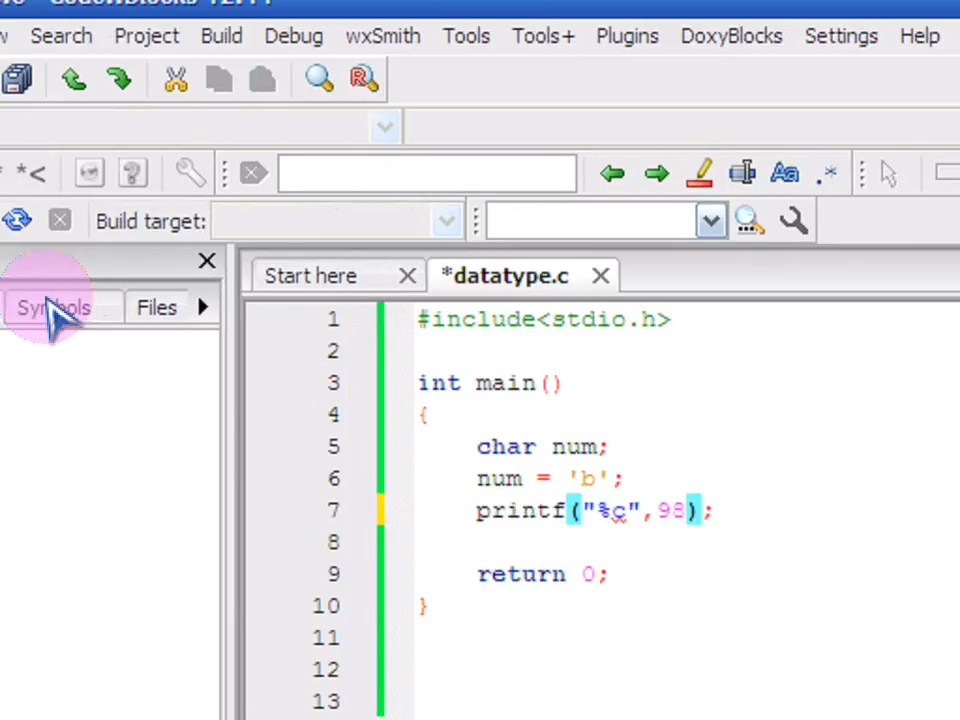 Search Project Build Debug wxSmith Tools Tools+ Plugins DoxyBlocks Settings Help
*<
Aa .*
Build target:
Symbols Files
Start here *datatype.c
1 #include<stdio.h>
2
3 int main()
4 {
5 char num;
6 num = 'b';
7 printf("%c",98);
8
9 return 0;
10 }
11
12
13